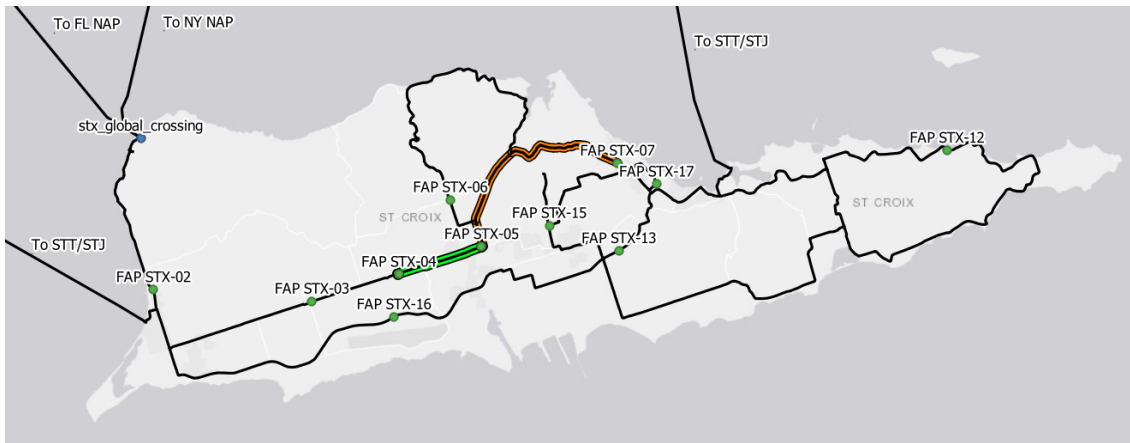 To FL NAP
To NY NAP
To STT/STJ
stx_global_crossing
FAP STX-12
FAP STX-07
FAP STX-17
FAP STX-06
ST CROIX
ST CROIX
FAP STX-15
FAP STX-05
FAP STX-13
To STT/STJ
FAP STX-04
FAP STX-02
FAP STX-03
FAP STX-16